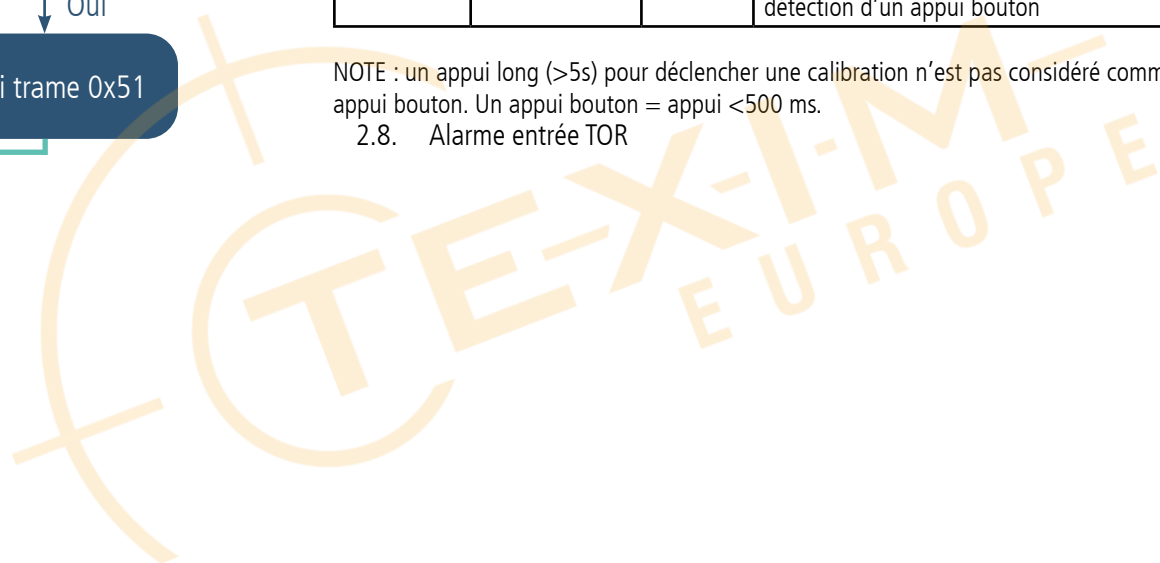 Oui
i trame 0x51
détection d'un appui bouton
NOTE : un appui long (>5s) pour déclencher une calibration n'est pas considéré comm
appui bouton. Un appui bouton = appui <500 ms.
2.8. Alarme entrée TOR
TEXIM
EUROPE